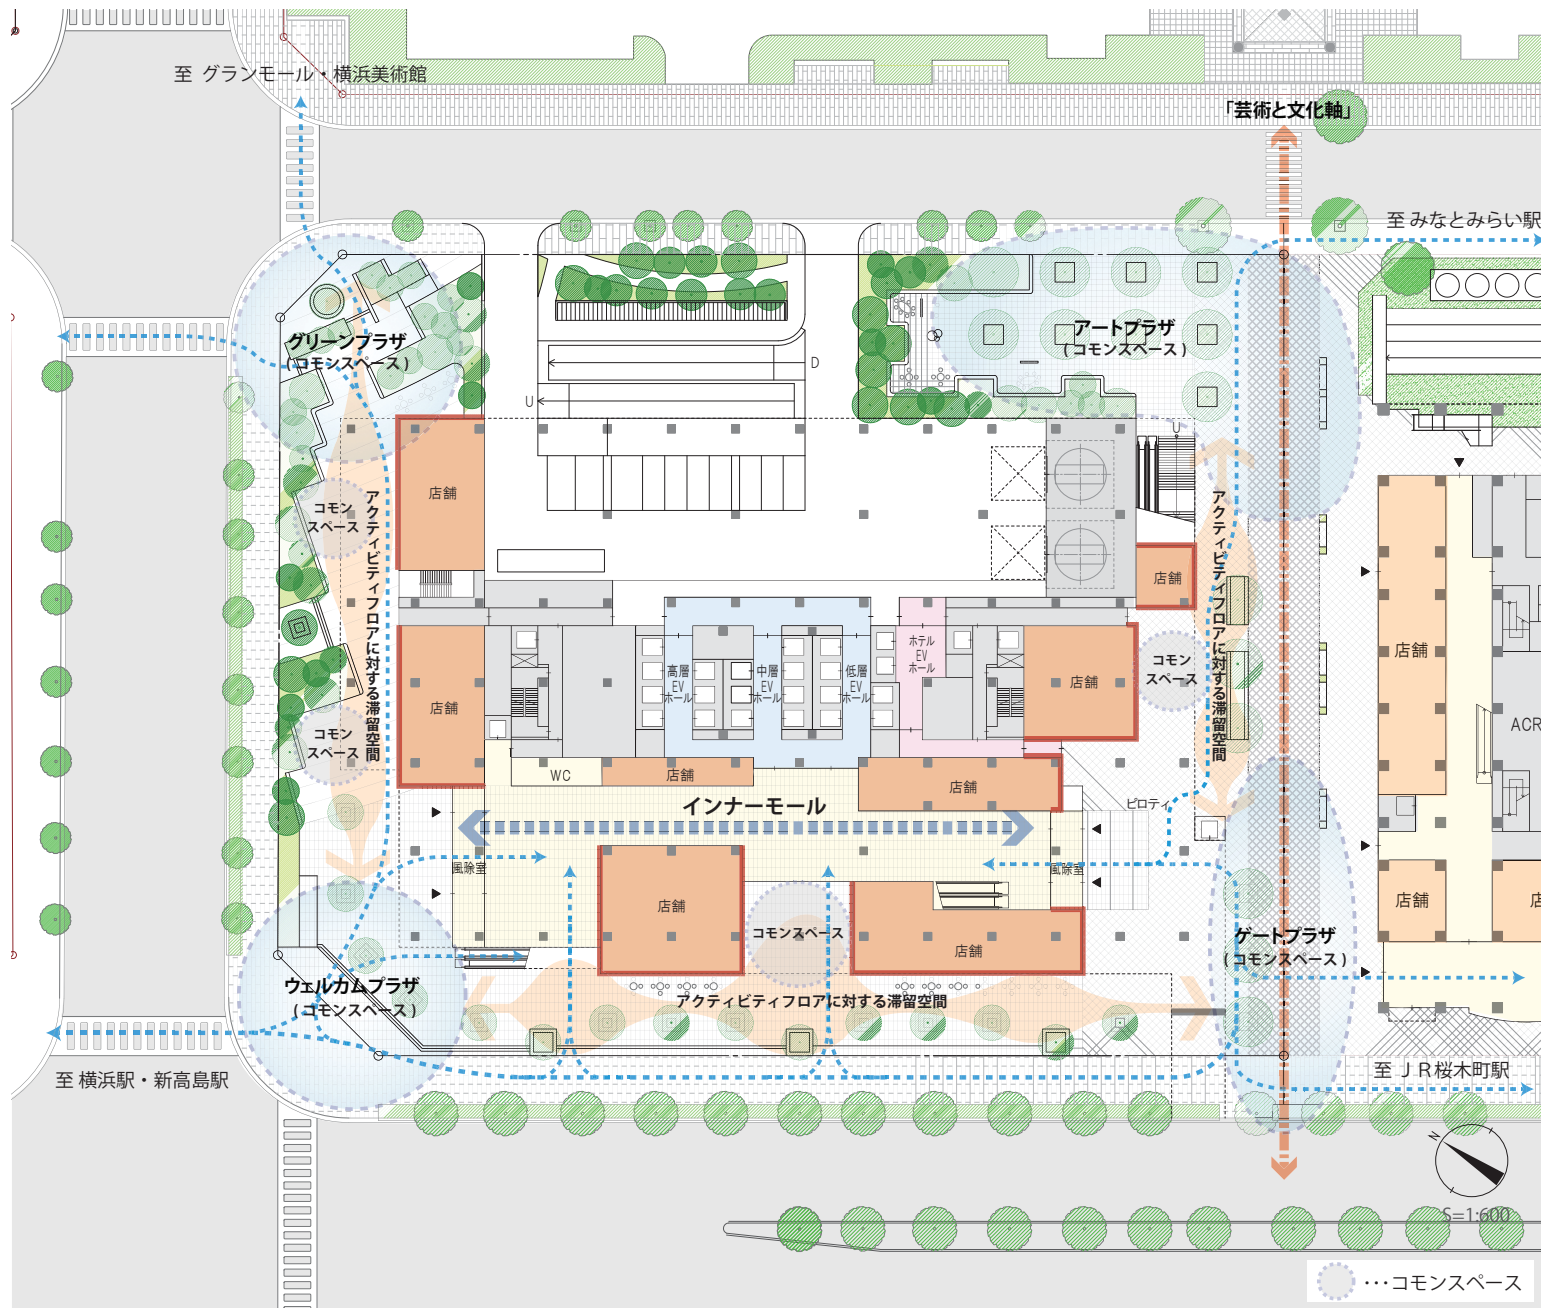 至 グランモール・横浜美術館
「芸術と文化軸」
至 みなとみらい駅
グリーンプラザ
( コモンスペース )
アートプラザ
( コモンスペース )
D
U
U
店舗
コモン
スペース
アクティビティフロアに対する滞留空間
アクティビティフロアに対する滞留空間
店舗
店舗
コモン
スペース
高層
EV
ホール
中層
EV
ホール
低層
EV
ホール
ホテル
EV
ホール
店舗
店舗
店舗
コモン
スペース
ACR
WC
店舗
店舗
インナーモール
ピロティ
風除室
風除室
店舗
コモンスペース
店舗
店舗
店
ゲートプラザ
( コモンスペース )
ウェルカムプラザ
( コモンスペース )
アクティビティフロアに対する滞留空間
至 横浜駅・新高島駅
至 ＪＲ桜木町駅
N
S=1:600
･･･コモンスペース